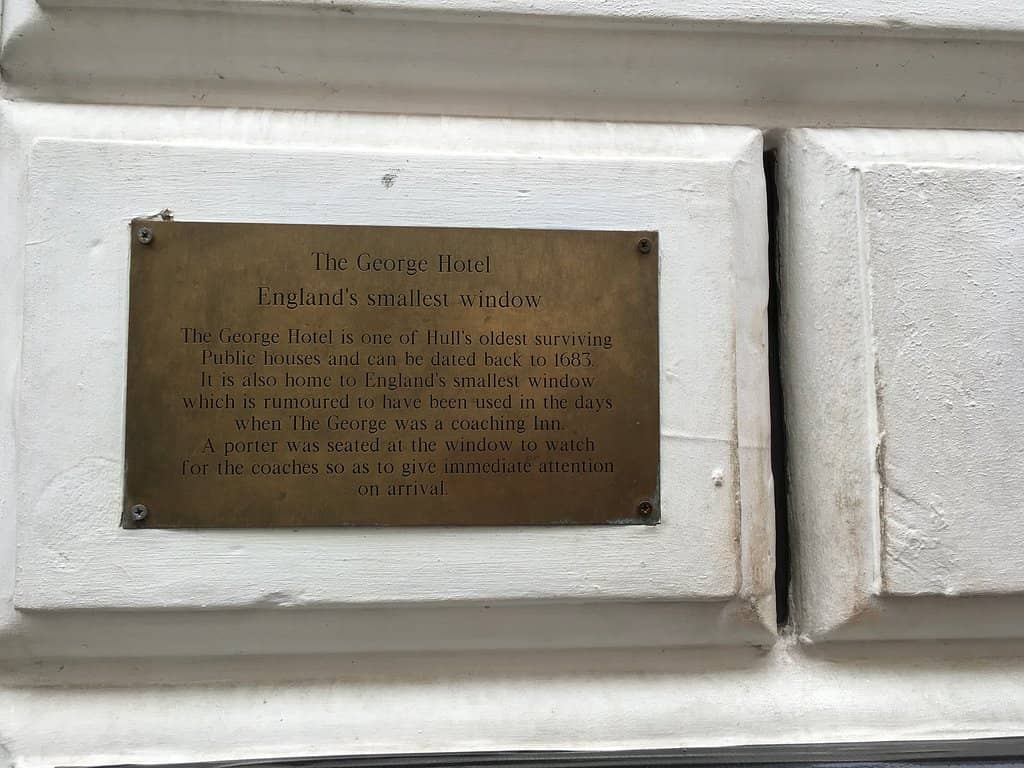 The George Hotel
England's smallest window
The George Hotel is one of Hull's oldest surviving
Public houses and can be dated back to 1683.
It is also home to England's smallest window
which is rumoured to have been used in the days
when The George was a coaching Inn.
A porter was seated at the window to watch
for the coaches so as to give immediate attention
on arrival.